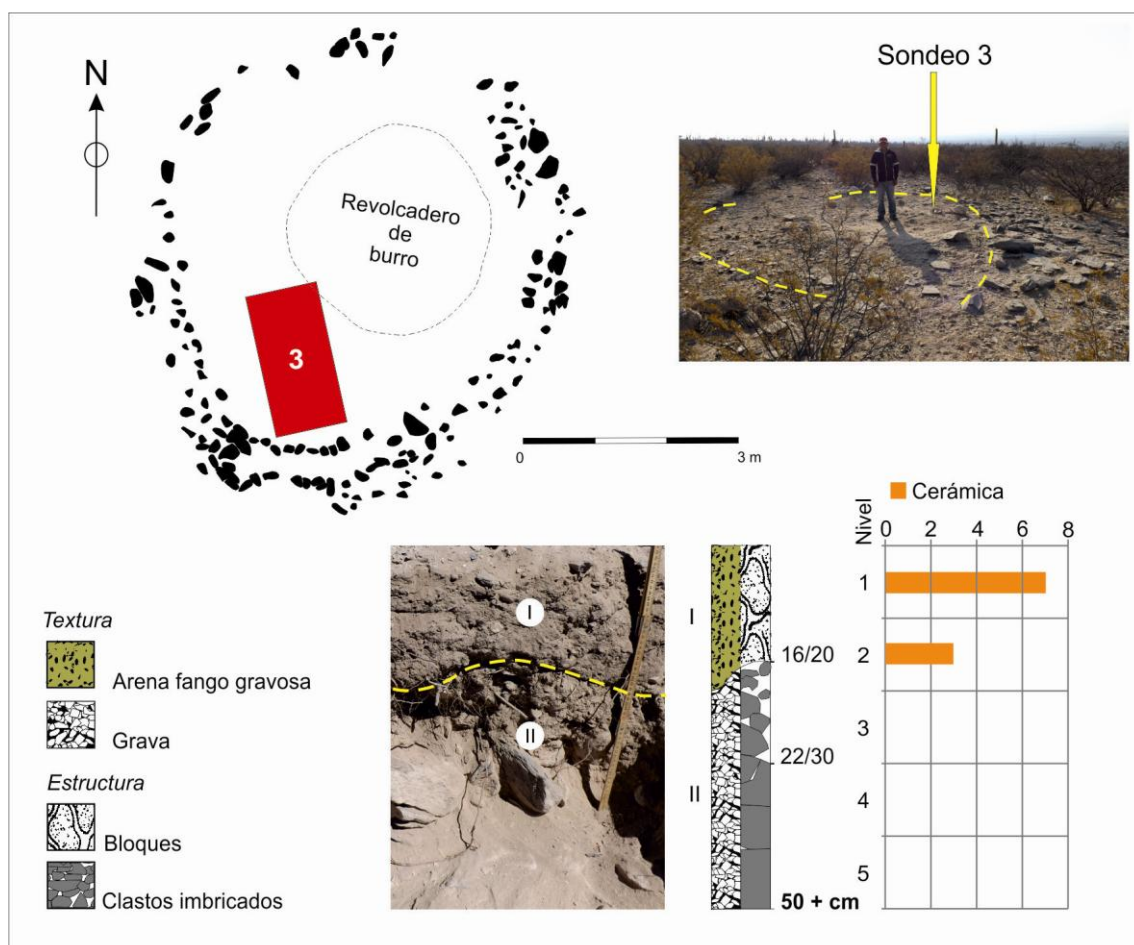 N
Revolcadero
de
burro
3
0
3 m
Sondeo 3
Textura
Arena fango gravosa
Grava
Estructura
Bloques
Clastos imbricados
I
II
I
II
16/20
22/30
50 + cm
Cerámica
Nivel
0 2 4 6 8
1
2
3
4
5